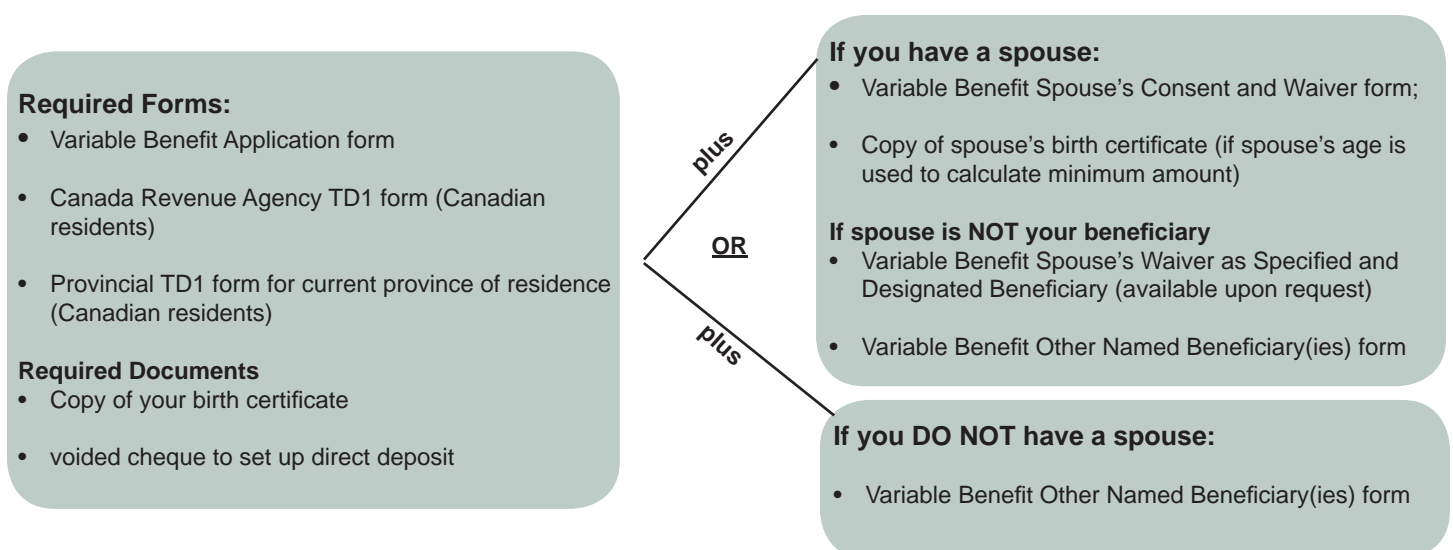 Required Forms:
• Variable Benefit Application form
• Canada Revenue Agency TD1 form (Canadian
residents)
• Provincial TD1 form for current province of residence
(Canadian residents)
Required Documents
• Copy of your birth certificate
• voided cheque to set up direct deposit
plus
OR
plus
If you have a spouse:
• Variable Benefit Spouse’s Consent and Waiver form;
• Copy of spouse’s birth certificate (if spouse’s age is
used to calculate minimum amount)
If spouse is NOT your beneficiary
• Variable Benefit Spouse’s Waiver as Specified and
Designated Beneficiary (available upon request)
• Variable Benefit Other Named Beneficiary(ies) form
If you DO NOT have a spouse:
• Variable Benefit Other Named Beneficiary(ies) form